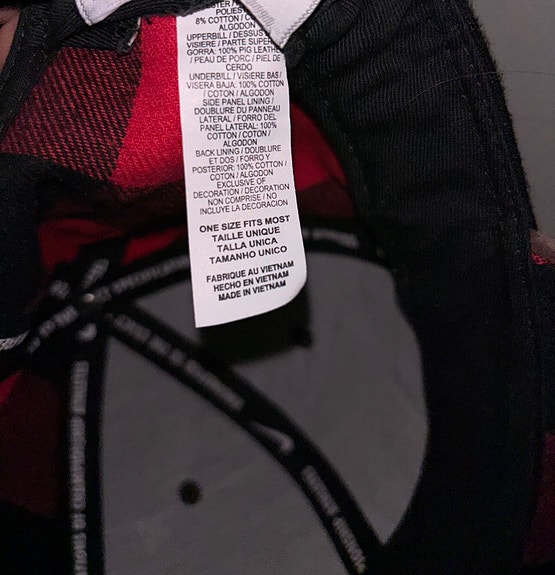 POLIEST
8% COTTON / C
ALGODON
UPPERBILL / DESSUS
VISIERE / PARTE SUPER
GORRA: 100% PIG LEATHE
/ PEAU DE PORC / PIEL DE
CERDO
UNDERBILL / VISIERE BAS /
VISERA BAJA: 100% COTTON
/ COTON / ALGODON
SIDE PANEL LINING /
DOUBLURE DU PANNEAU
LATERAL / FORRO DEL
PANEL LATERAL: 100%
COTTON / COTON /
ALGODON
BACK LINING / DOUBLURE
ET DOS / FORRO Y
POSTERIOR: 100% COTTON /
COTON / ALGODON
EXCLUSIVE OF
DECORATION / DECORATION
NON COMPRISE / NO
INCLUYE LA DECORACION
ONE SIZE FITS MOST
TAILLE UNIQUE
TALLA UNICA
TAMANHO UNICO
FABRIQUE AU VIETNAM
HECHO EN VIETNAM
MADE IN VIETNAM